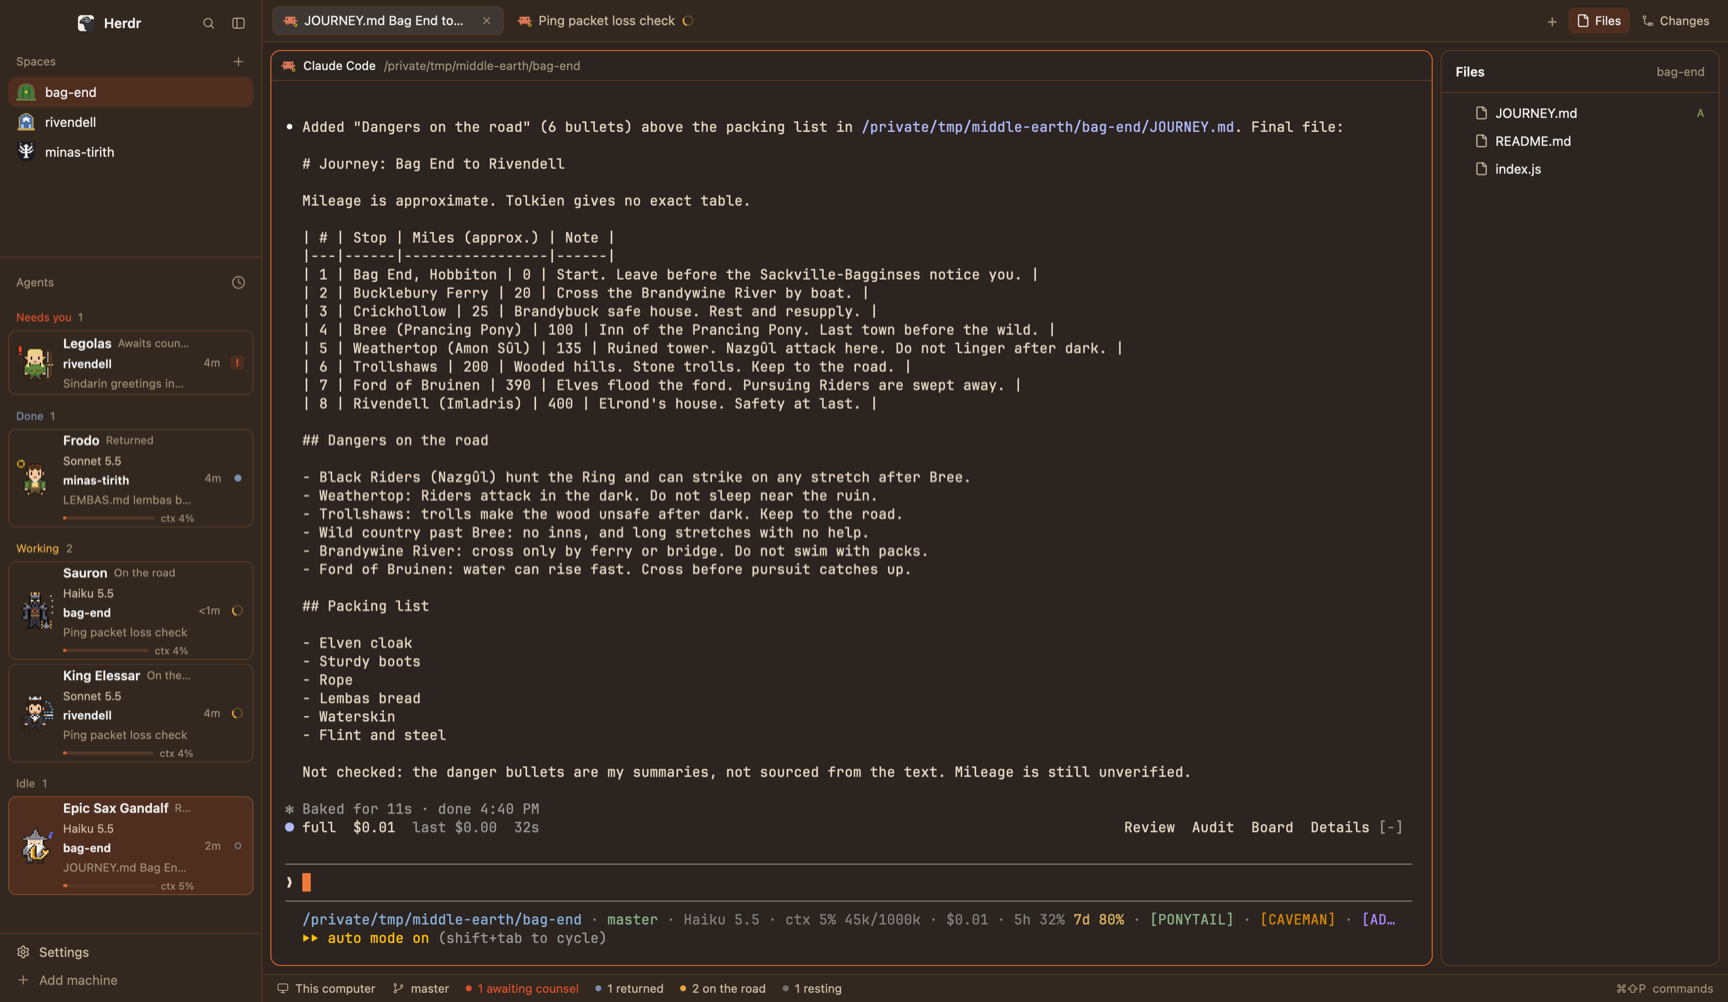 Herdr
Spaces
bag-end
rivendell
minas-tirith
Agents
Needs you 1
Legolas Awaits coun...
rivendell 4m !
Sindarin greetings in...
Done 1
Frodo Returned
Sonnet 5.5
minas-tirith 4m
LEMBAS.md lembas b...
ctx 4%
Working 2
Sauron On the road
Haiku 5.5
bag-end <1m
Ping packet loss check
ctx 4%
King Elessar On the...
Sonnet 5.5
rivendell 4m
Ping packet loss check
ctx 4%
Idle 1
Epic Sax Gandalf R...
Haiku 5.5
bag-end 2m
JOURNEY.md Bag En...
ctx 5%
Settings
+ Add machine
JOURNEY.md Bag End to... ×
Ping packet loss check
+ Files Changes
Claude Code /private/tmp/middle-earth/bag-end
• Added "Dangers on the road" (6 bullets) above the packing list in /private/tmp/middle-earth/bag-end/JOURNEY.md. Final file:
# Journey: Bag End to Rivendell
Mileage is approximate. Tolkien gives no exact table.
| # | Stop | Miles (approx.) | Note |
|---|------|-----------------|------|
| 1 | Bag End, Hobbiton | 0 | Start. Leave before the Sackville-Bagginses notice you. |
| 2 | Bucklebury Ferry | 20 | Cross the Brandywine River by boat. |
| 3 | Crickhollow | 25 | Brandybuck safe house. Rest and resupply. |
| 4 | Bree (Prancing Pony) | 100 | Inn of the Prancing Pony. Last town before the wild. |
| 5 | Weathertop (Amon Sûl) | 135 | Ruined tower. Nazgûl attack here. Do not linger after dark. |
| 6 | Trollshaws | 200 | Wooded hills. Stone trolls. Keep to the road. |
| 7 | Ford of Bruinen | 390 | Elves flood the ford. Pursuing Riders are swept away. |
| 8 | Rivendell (Imladris) | 400 | Elrond's house. Safety at last. |
## Dangers on the road
- Black Riders (Nazgûl) hunt the Ring and can strike on any stretch after Bree.
- Weathertop: Riders attack in the dark. Do not sleep near the ruin.
- Trollshaws: trolls make the wood unsafe after dark. Keep to the road.
- Wild country past Bree: no inns, and long stretches with no help.
- Brandywine River: cross only by ferry or bridge. Do not swim with packs.
- Ford of Bruinen: water can rise fast. Cross before pursuit catches up.
## Packing list
- Elven cloak
- Sturdy boots
- Rope
- Lembas bread
- Waterskin
- Flint and steel
Not checked: the danger bullets are my summaries, not sourced from the text. Mileage is still unverified.
✻ Baked for 11s · done 4:40 PM
● full $0.01 last $0.00 32s Review Audit Board Details [-]
❯
/private/tmp/middle-earth/bag-end · master · Haiku 5.5 · ctx 5% 45k/1000k · $0.01 · 5h 32% 7d 80% · [PONYTAIL] · [CAVEMAN] · [AD…
▸▸ auto mode on (shift+tab to cycle)
Files bag-end
JOURNEY.md A
README.md
index.js
This computer master 1 awaiting counsel 1 returned 2 on the road 1 resting
⌘⇧P commands